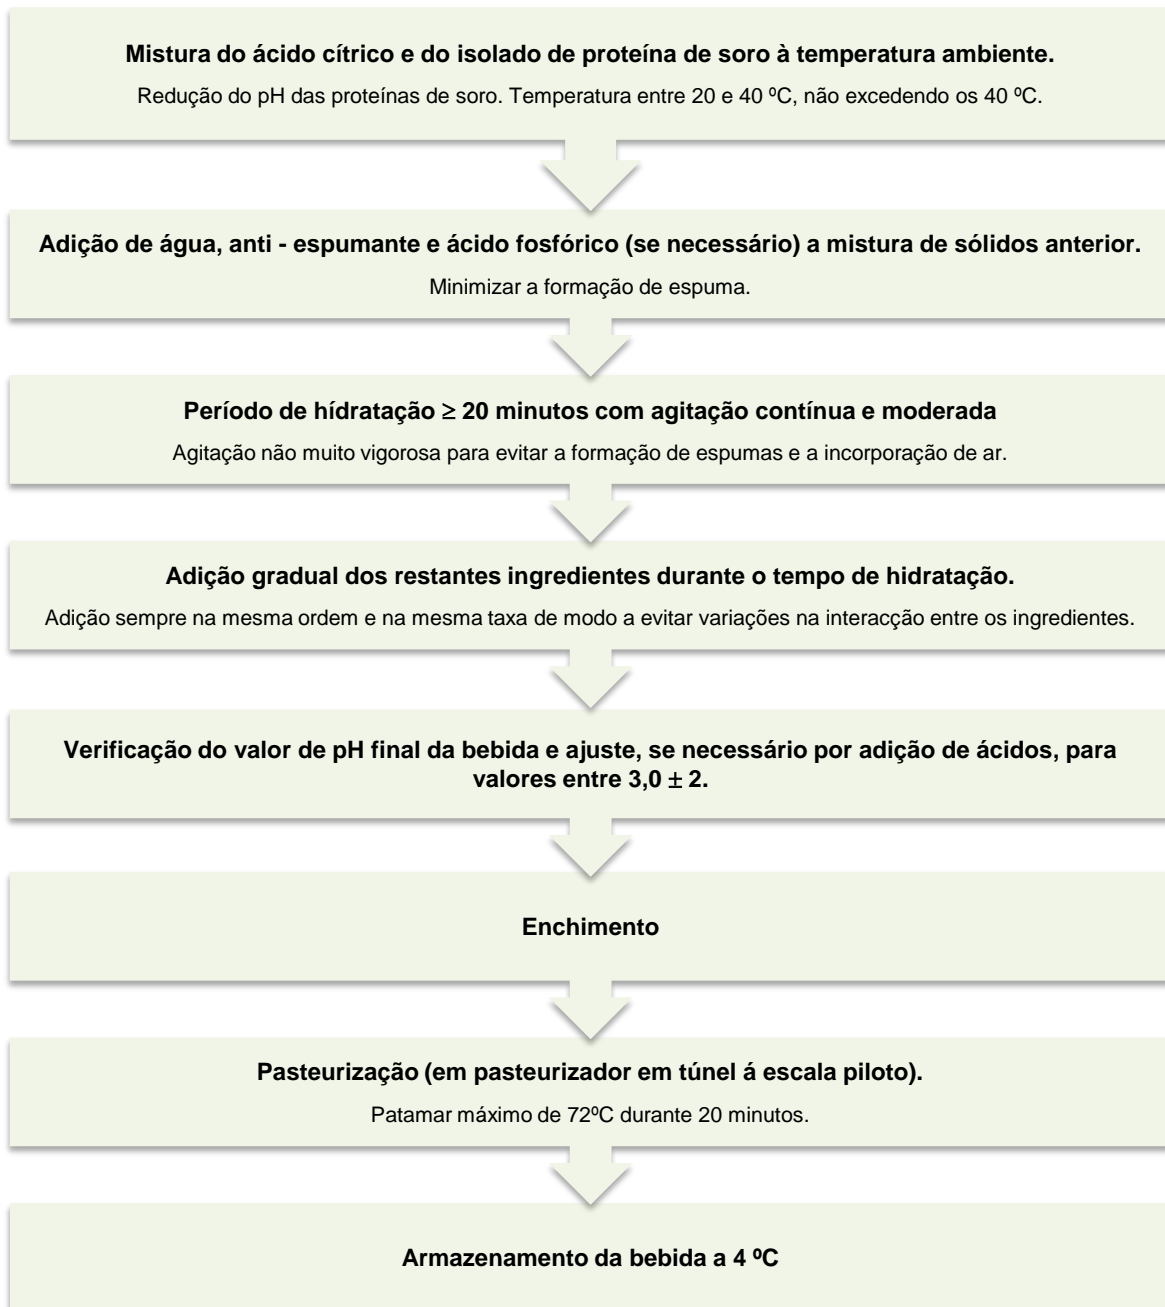 Mistura do ácido cítrico e do isolado de proteína de soro à temperatura ambiente.
Redução do pH das proteínas de soro. Temperatura entre 20 e 40 ºC, não excedendo os 40 ºC.
Adição de água, anti - espumante e ácido fosfórico (se necessário) a mistura de sólidos anterior.
Minimizar a formação de espuma.
Período de hídratação ≥ 20 minutos com agitação contínua e moderada
Agitação não muito vigorosa para evitar a formação de espumas e a incorporação de ar.
Adição gradual dos restantes ingredientes durante o tempo de hidratação.
Adição sempre na mesma ordem e na mesma taxa de modo a evitar variações na interacção entre os ingredientes.
Verificação do valor de pH final da bebida e ajuste, se necessário por adição de ácidos, para
valores entre 3,0 ± 2.
Enchimento
Pasteurização (em pasteurizador em túnel á escala piloto).
Patamar máximo de 72ºC durante 20 minutos.
Armazenamento da bebida a 4 ºC